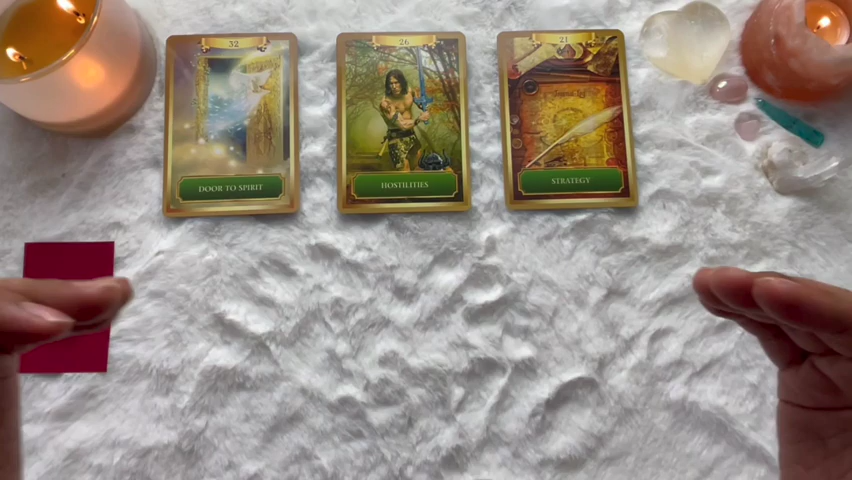 32
DOOR TO SPIRIT
26
HOSTILITIES
21
STRATEGY